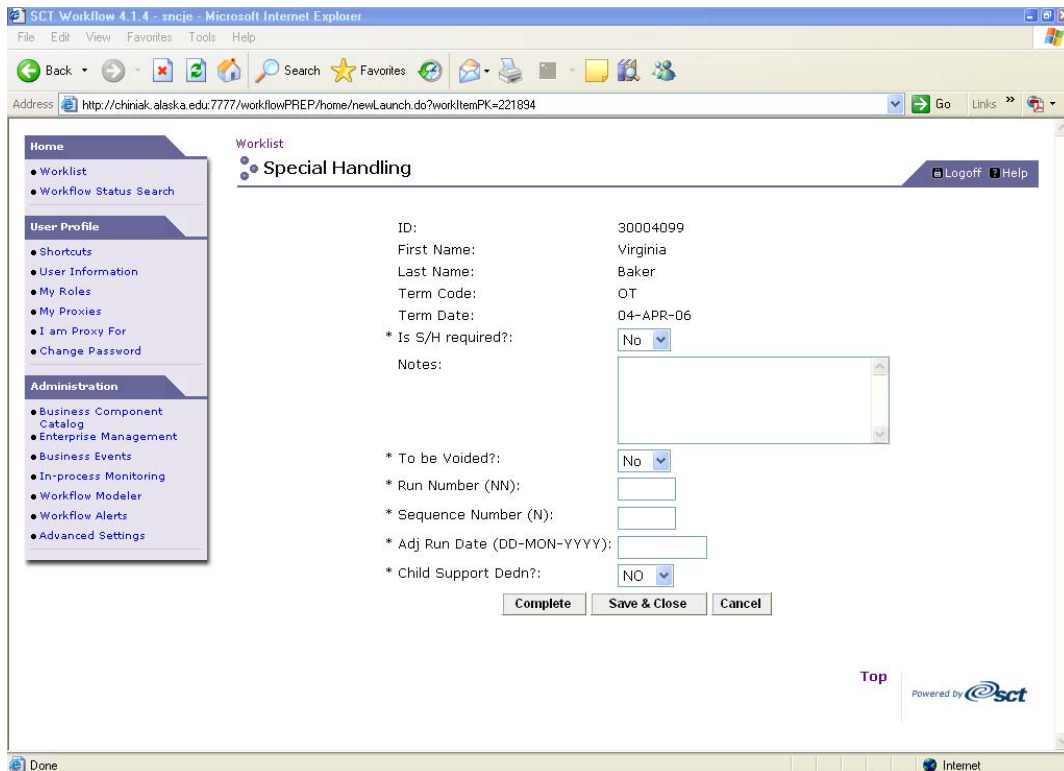 SCT Workflow 4.1.4 - sncje - Microsoft Internet Explorer
File Edit View Favorites Tools Help
Back Search Favorites
Address http://chiniak.alaska.edu:7777/workflowPREP/home/newLaunch.do?workItemPK=221894 Go Links »
Home
Worklist
Workflow Status Search
User Profile
Shortcuts
User Information
My Roles
My Proxies
I am Proxy For
Change Password
Administration
Business Component
Catalog
Enterprise Management
Business Events
In-process Monitoring
Workflow Modeler
Workflow Alerts
Advanced Settings
Worklist
Special Handling
Logoff ? Help
ID: 30004099
First Name: Virginia
Last Name: Baker
Term Code: OT
Term Date: 04-APR-06
* Is S/H required?: No
Notes:
* To be Voided?: No
* Run Number (NN):
* Sequence Number (N):
* Adj Run Date (DD-MON-YYYY):
* Child Support Dedn?: NO
Complete Save & Close Cancel
Top
Powered by sct
Done Internet